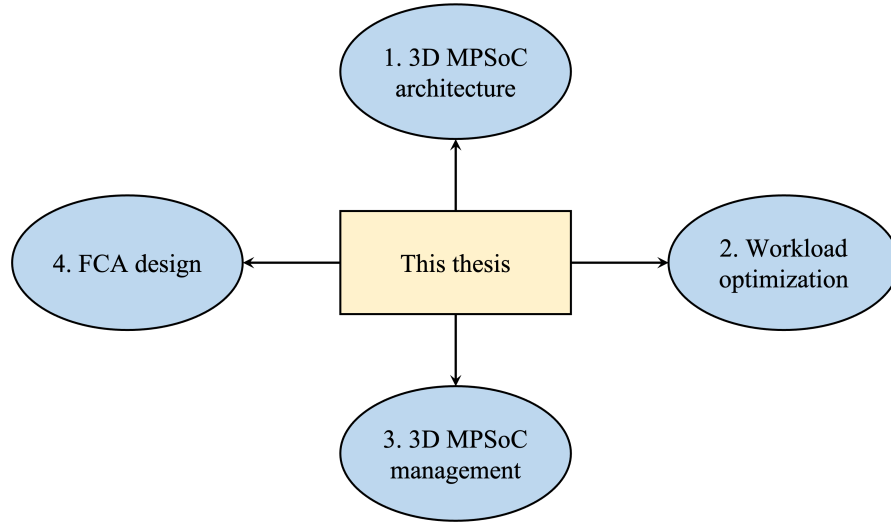 1. 3D MPSoC
architecture
4. FCA design
This thesis
2. Workload
optimization
3. 3D MPSoC
management